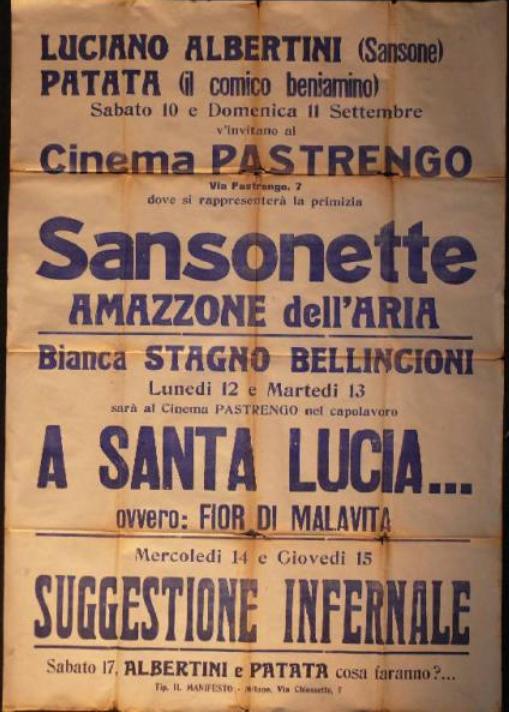 LUCIANO ALBERTINI (Sansone)
PATATA (il comico beniamino)
Sabato 10 e Domenica 11 Settembre
v'invitano al
Cinema PASTRENGO
Via Pastrengo, 7
dove si rappresenterà la primizia
Sansonette
AMAZZONE dell'ARIA
Bianca STAGNO BELLINCIONI
Lunedì 12 e Martedì 13
sarà al Cinema PASTRENGO nel capolavoro
A SANTA LUCIA...
ovvero: FIOR DI MALAVITA
Mercoledì 14 e Giovedì 15
SUGGESTIONE INFERNALE
Sabato 17, ALBERTINI e PATATA cosa faranno?...
Tip. IL MANIFESTO - Milano, Via Chiossetto, 7